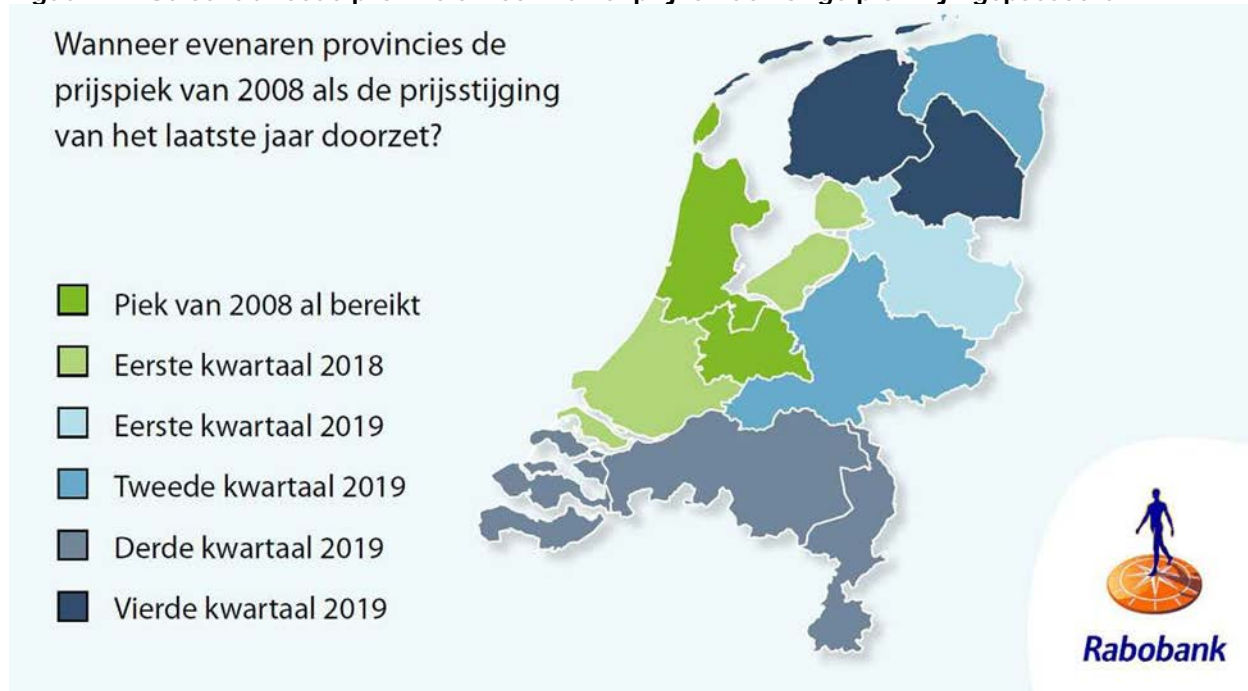 Wanneer evenaren provincies de
prijspiek van 2008 als de prijsstijging
van het laatste jaar doorzet?
Piek van 2008 al bereikt
Eerste kwartaal 2018
Eerste kwartaal 2019
Tweede kwartaal 2019
Derde kwartaal 2019
Vierde kwartaal 2019
Rabobank